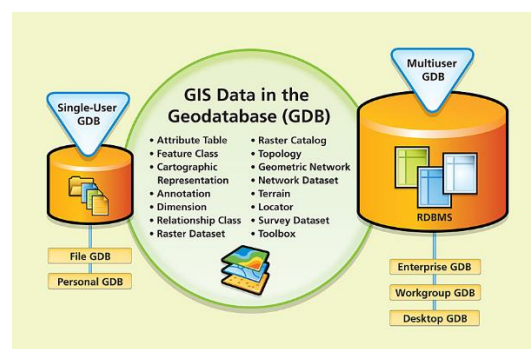 Single-User
GDB
File GDB
Personal GDB
GIS Data in the
Geodatabase (GDB)
• Attribute Table
• Feature Class
• Cartographic
Representation
• Annotation
• Dimension
• Relationship Class
• Raster Dataset
• Raster Catalog
• Topology
• Geometric Network
• Network Dataset
• Terrain
• Locator
• Survey Dataset
• Toolbox
Multiuser
GDB
RDBMS
Enterprise GDB
Workgroup GDB
Desktop GDB